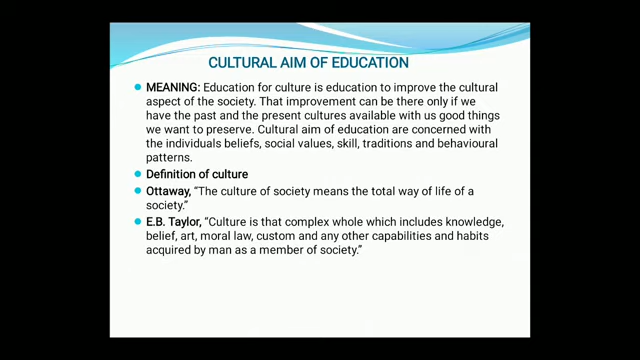 CULTURAL AIM OF EDUCATION
MEANING: Education for culture is education to improve the cultural
aspect of the society. That improvement can be there only if we
have the past and the present cultures available with us good things
we want to preserve. Cultural aim of education are concerned with
the individuals beliefs, social values, skill, traditions and behavioural
patterns.
Definition of culture
Ottaway, “The culture of society means the total way of life of a
society.”
E.B. Taylor, “Culture is that complex whole which includes knowledge,
belief, art, moral law, custom and any other capabilities and habits
acquired by man as a member of society.”